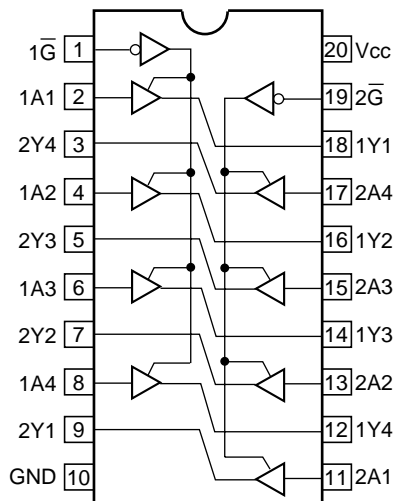 1G̅ 1 20 Vcc
1A1 2 19 2G̅
2Y4 3 18 1Y1
1A2 4 17 2A4
2Y3 5 16 1Y2
1A3 6 15 2A3
2Y2 7 14 1Y3
1A4 8 13 2A2
2Y1 9 12 1Y4
GND 10 11 2A1